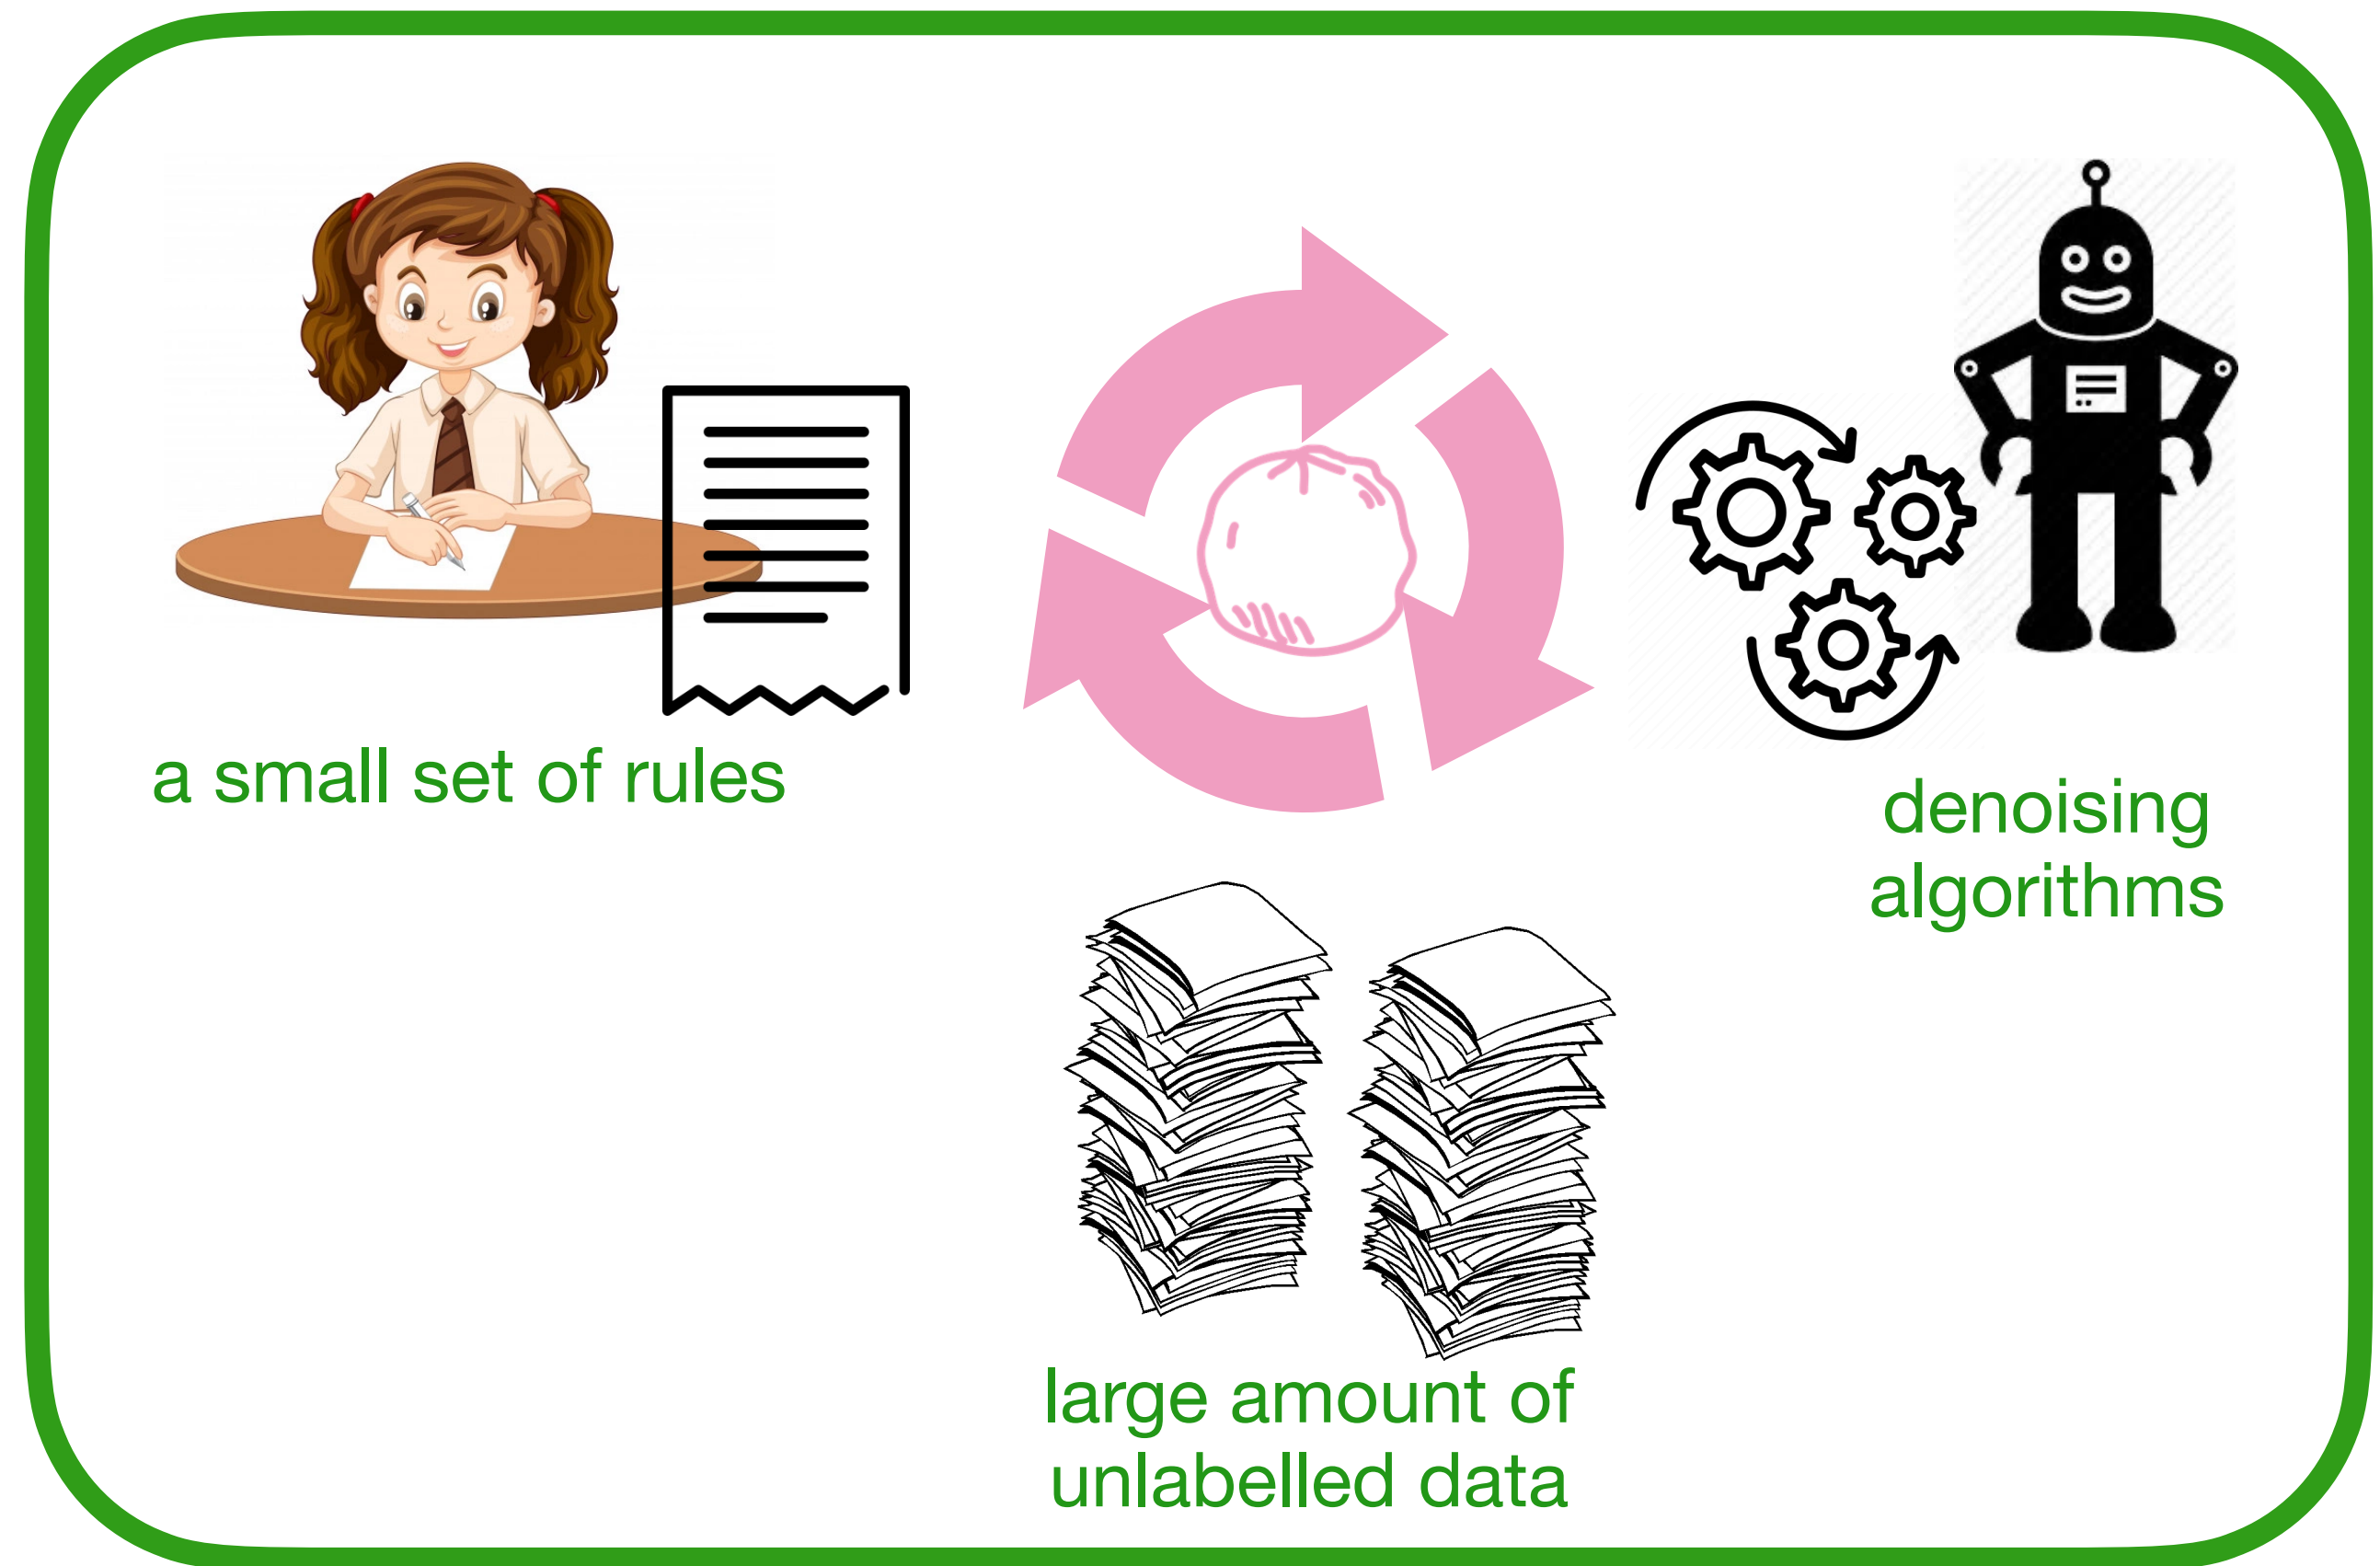 a small set of rules
denoising
algorithms
large amount of
unlabelled data